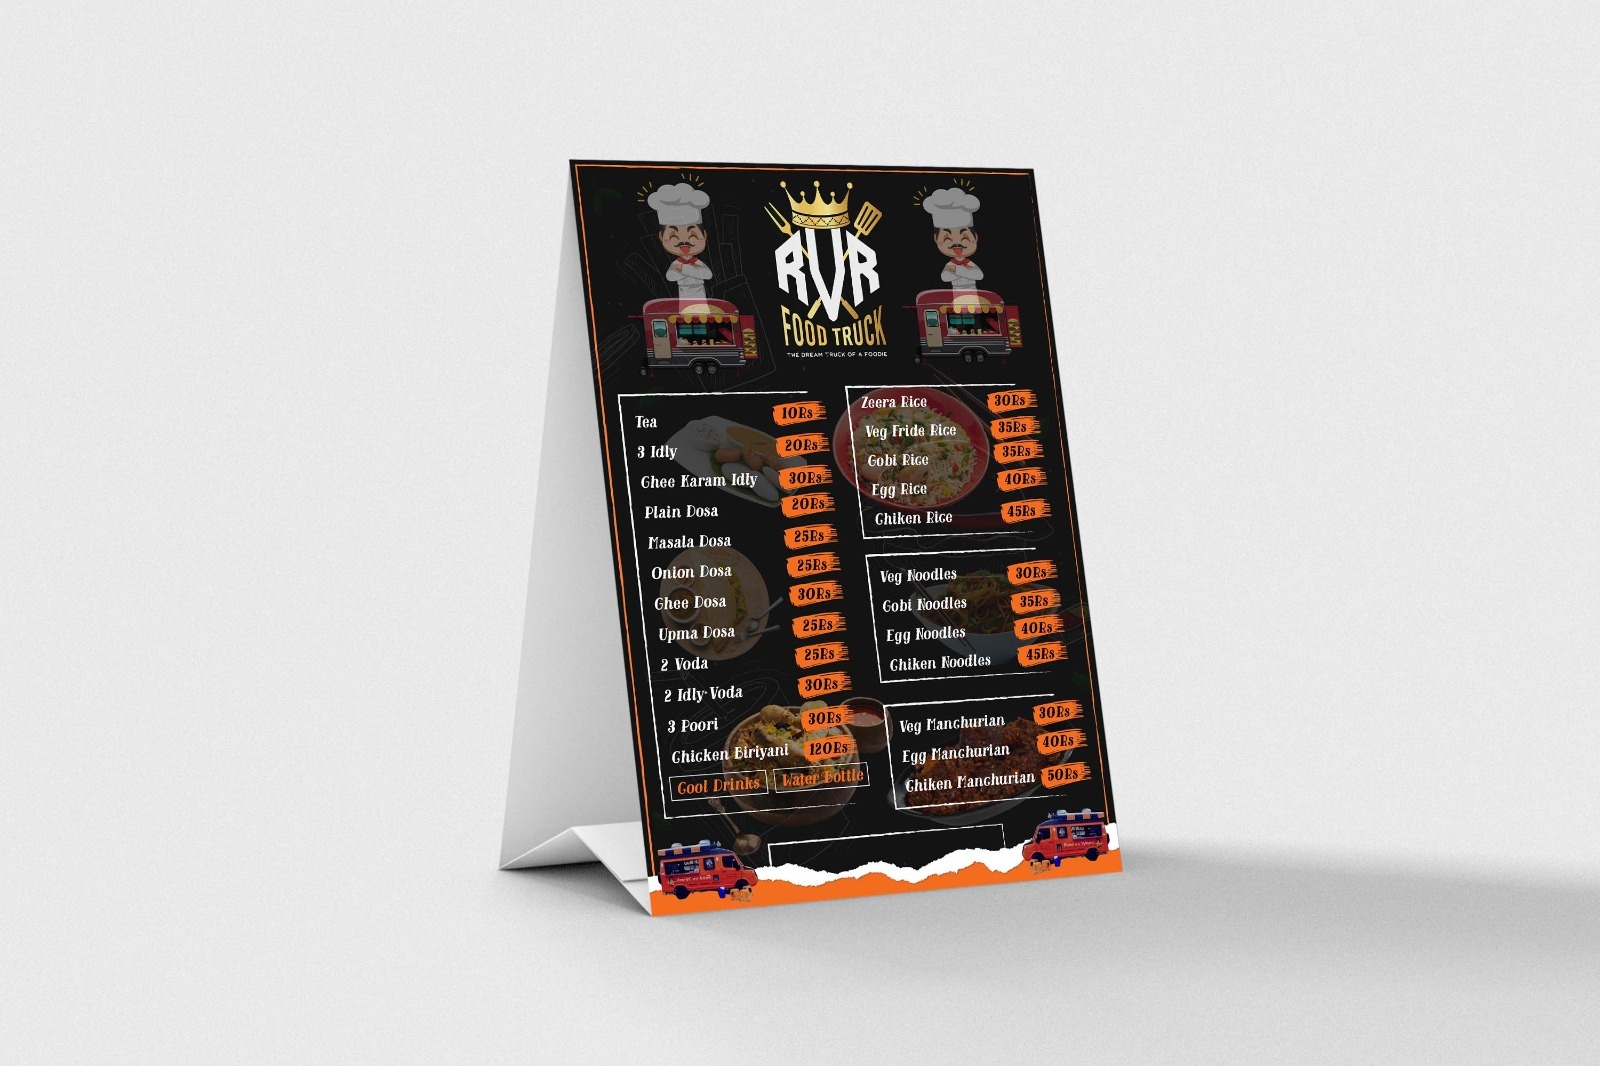 RVR
FOOD TRUCK
THE DREAM TRUCK OF A FOODIE
Tea 10Rs
3 Idly 20Rs
Ghee Karam Idly 30Rs
Plain Dosa 20Rs
Masala Dosa 25Rs
Onion Dosa 25Rs
Ghee Dosa 30Rs
Upma Dosa 25Rs
2 Voda 25Rs
2 Idly-Voda 30Rs
3 Poori 30Rs
Chicken Biriyani 120Rs
Cool Drinks Water Bottle
Zeera Rice 30Rs
Veg Fride Rice 35Rs
Gobi Rice 35Rs
Egg Rice 40Rs
Chiken Rice 45Rs
Veg Noodles 30Rs
Gobi Noodles 35Rs
Egg Noodles 40Rs
Chiken Noodles 45Rs
Veg Manchurian 30Rs
Egg Manchurian 40Rs
Chiken Manchurian 50Rs